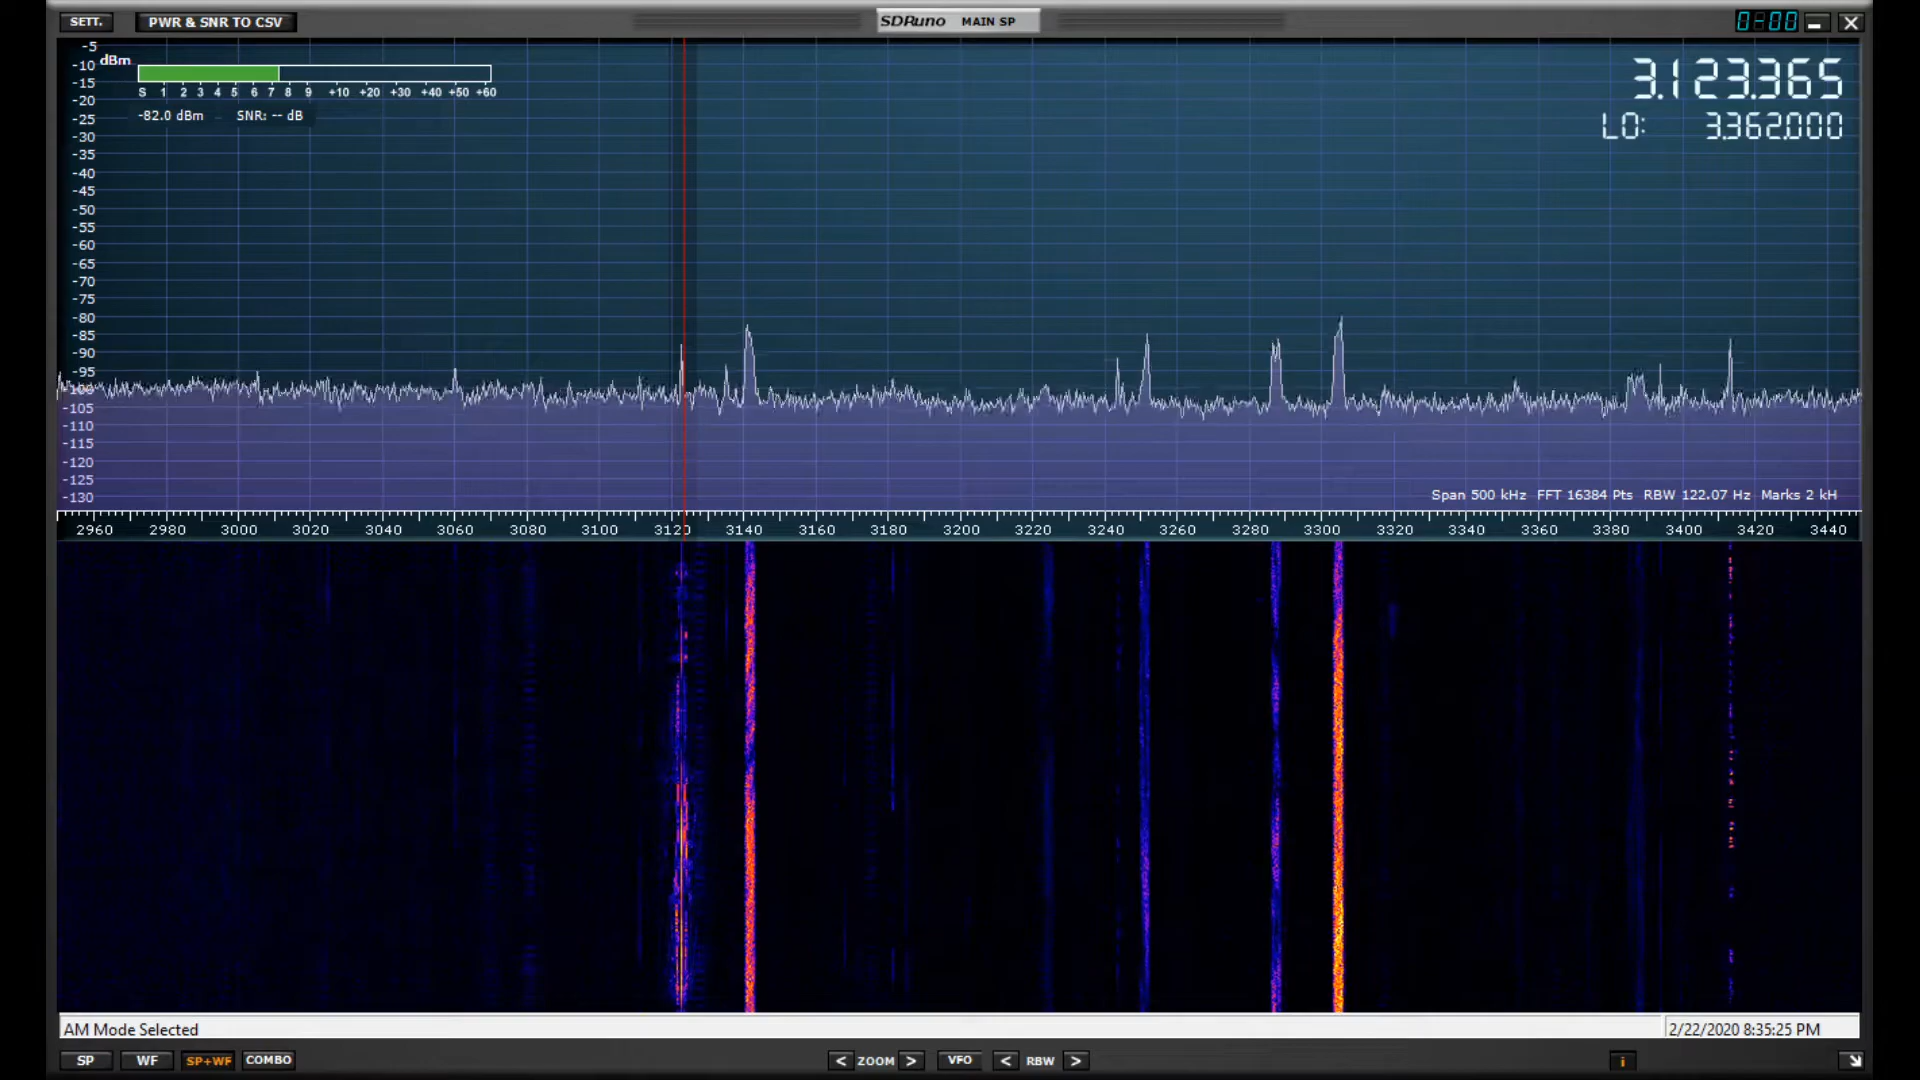 SETT. PWR & SNR TO CSV SDRuno MAIN SP 0-00
-5
-10 dBm
-15
S 1 2 3 4 5 6 7 8 9 +10 +20 +30 +40 +50 +60
-82.0 dBm SNR: -- dB
3.123.365
LO: 3.362.000
-20
-25
-30
-35
-40
-45
-50
-55
-60
-65
-70
-75
-80
-85
-90
-95
-100
-105
-110
-115
-120
-125
-130
Span 500 kHz FFT 16384 Pts RBW 122.07 Hz Marks 2 kH
2960 2980 3000 3020 3040 3060 3080 3100 3120 3140 3160 3180 3200 3220 3240 3260 3280 3300 3320 3340 3360 3380 3400 3420 3440
AM Mode Selected 2/22/2020 8:35:25 PM
SP WF SP+WF COMBO < ZOOM > VFO < RBW > i